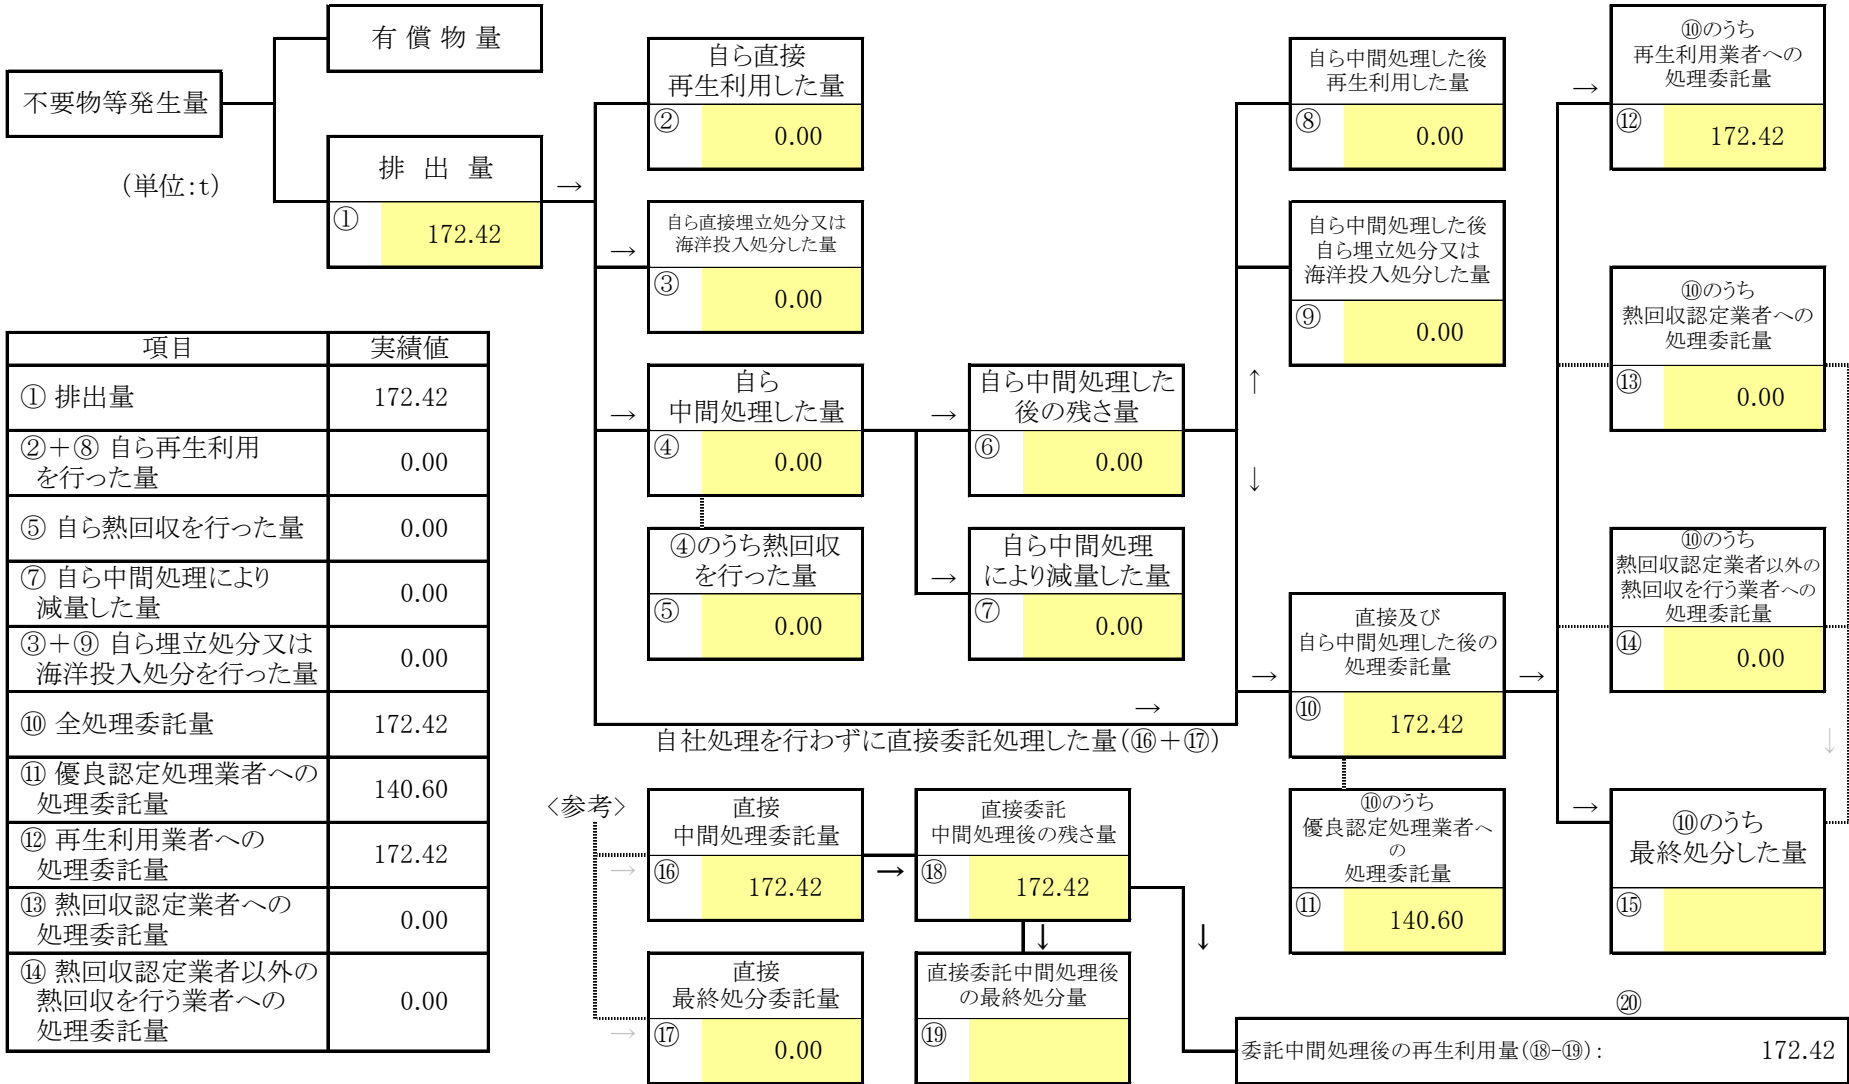 有 償 物 量
不要物等発生量
排 出 量
① 172.42
(単位:t)
→
自ら直接
再生利用した量
② 0.00
→
自ら直接埋立処分又は
海洋投入処分した量
③ 0.00
→
自ら
中間処理した量
④ 0.00
④のうち熱回収
を行った量
⑤ 0.00
→
自ら中間処理した
後の残さ量
⑥ 0.00
→
自ら中間処理
により減量した量
⑦ 0.00
自ら中間処理した後
再生利用した量
⑧ 0.00
自ら中間処理した後
自ら埋立処分又は
海洋投入処分した量
⑨ 0.00
↑
↓
→
直接及び
自ら中間処理した後の
処理委託量
⑩ 172.42
→
⑩のうち
優良認定処理業者へ
の
処理委託量
⑪ 140.60
→
⑩のうち
再生利用業者への
処理委託量
⑫ 172.42
⑩のうち
熱回収認定業者への
処理委託量
⑬ 0.00
⑩のうち
熱回収認定業者以外の
熱回収を行う業者への
処理委託量
⑭ 0.00
↓
→
⑩のうち
最終処分した量
⑮
→
自社処理を行わずに直接委託処理した量(⑯+⑰)
<参考>
→
直接
中間処理委託量
⑯ 172.42
→
直接
最終処分委託量
⑰ 0.00
→
直接委託
中間処理後の残さ量
⑱ 172.42
↓
↓
直接委託中間処理後
の最終処分量
⑲
⑳
委託中間処理後の再生利用量(⑱-⑲): 172.42
項目 実績値
① 排出量 172.42
②+⑧ 自ら再生利用
を行った量 0.00
⑤ 自ら熱回収を行った量 0.00
⑦ 自ら中間処理により
減量した量 0.00
③+⑨ 自ら埋立処分又は
海洋投入処分を行った量 0.00
⑩ 全処理委託量 172.42
⑪ 優良認定処理業者への
処理委託量 140.60
⑫ 再生利用業者への
処理委託量 172.42
⑬ 熱回収認定業者への
処理委託量 0.00
⑭ 熱回収認定業者以外の
熱回収を行う業者への
処理委託量 0.00